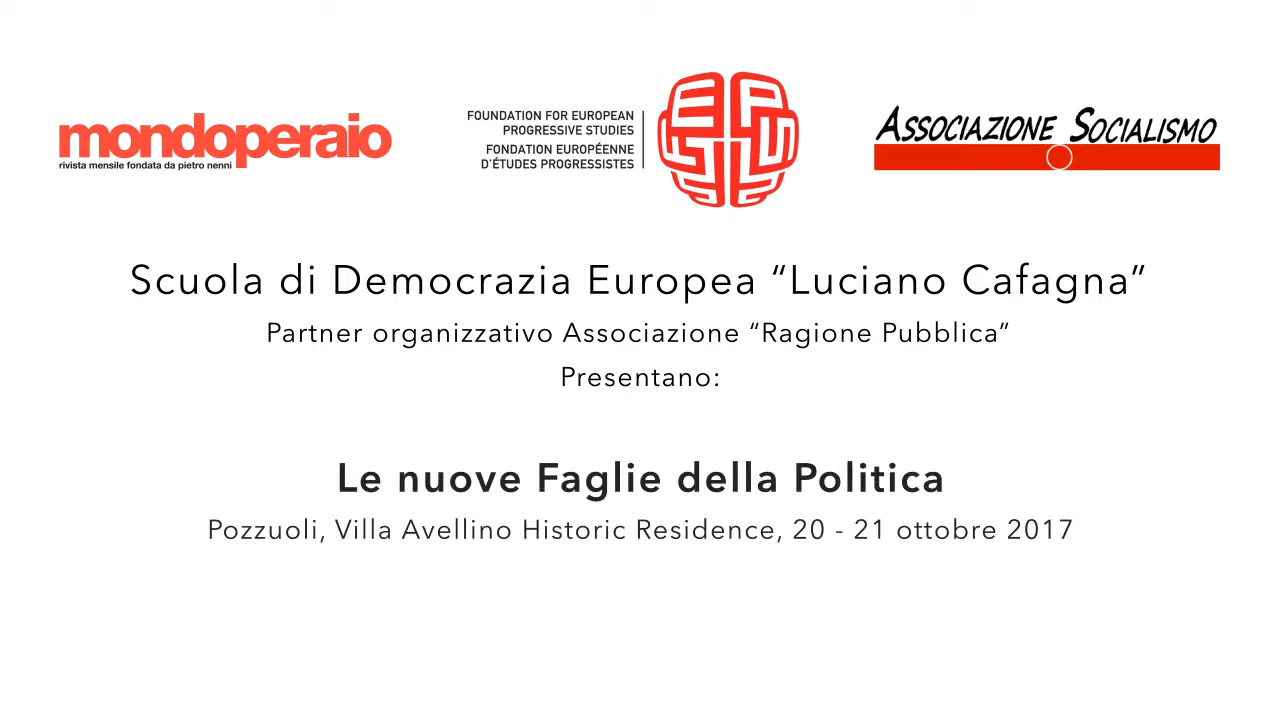 mondoperaio
rivista mensile fondata da pietro nenni
FOUNDATION FOR EUROPEAN
PROGRESSIVE STUDIES
FONDATION EUROPÉENNE
D'ÉTUDES PROGRESSISTES
ASSOCIAZIONE SOCIALISMO
Scuola di Democrazia Europea “Luciano Cafagna”
Partner organizzativo Associazione “Ragione Pubblica”
Presentano:
Le nuove Faglie della Politica
Pozzuoli, Villa Avellino Historic Residence, 20 - 21 ottobre 2017